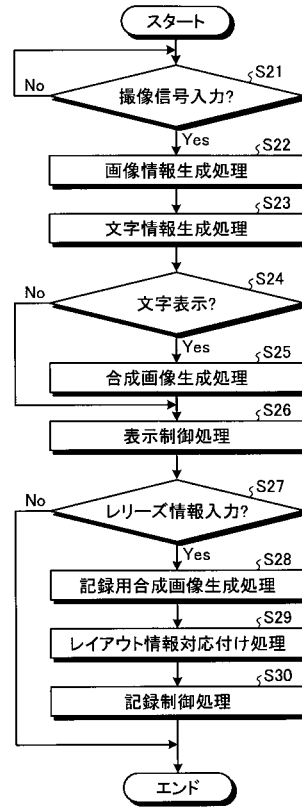 スタート
S21
No
撮像信号入力?
Yes
S22
画像情報生成処理
S23
文字情報生成処理
S24
No
文字表示?
Yes
S25
合成画像生成処理
S26
表示制御処理
S27
No
レリーズ情報入力?
Yes
S28
記録用合成画像生成処理
S29
レイアウト情報対応付け処理
S30
記録制御処理
エンド